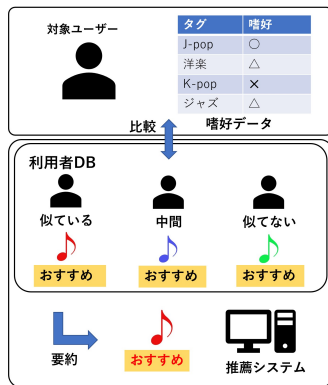 対象ユーザー
タグ 嗜好
J-pop ○
洋楽 △
K-pop ×
ジャズ △
比較
嗜好データ
利用者DB
似ている 中間 似てない
おすすめ おすすめ おすすめ
要約
おすすめ
推薦システム